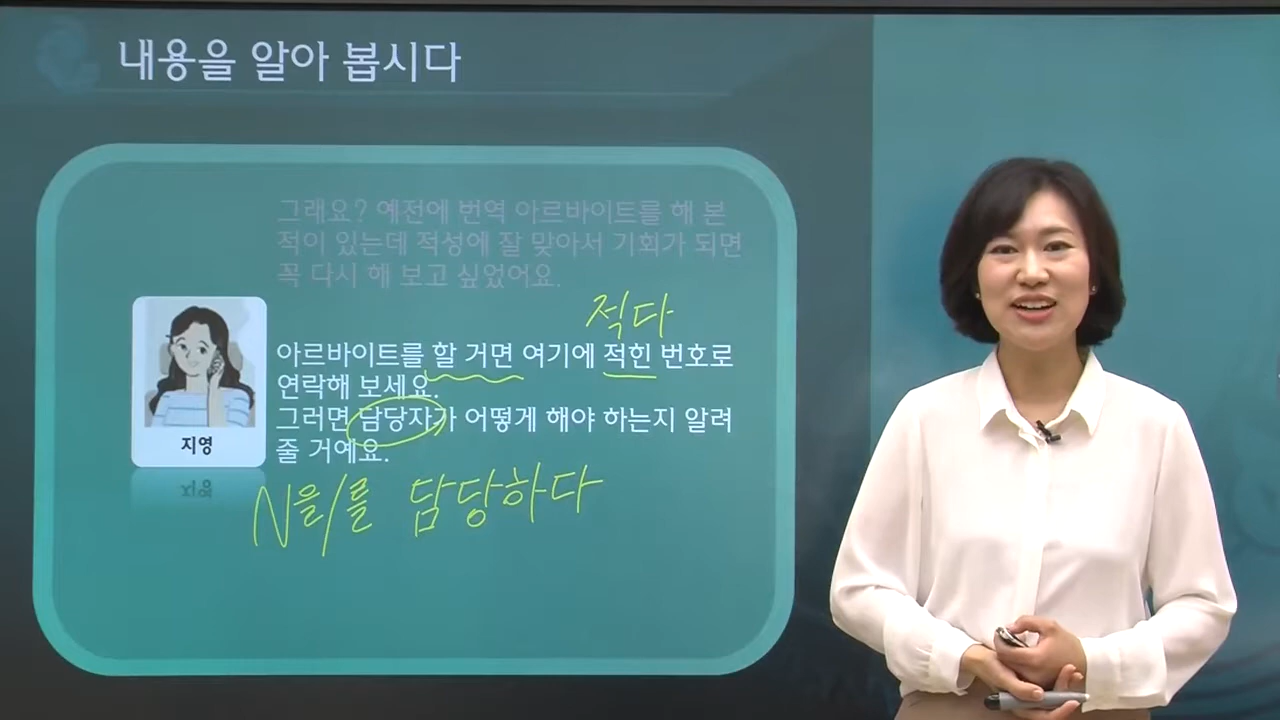 내용을 알아 봅시다
그래요? 예전에 번역 아르바이트를 해 본
적이 있는데 적성에 잘 맞아서 기회가 되면
꼭 다시 해 보고 싶었어요.
적다
아르바이트를 할 거면 여기에 적힌 번호로
연락해 보세요.
그러면 담당자가 어떻게 해야 하는지 알려
줄 거예요.
지영
N을/를 담당하다